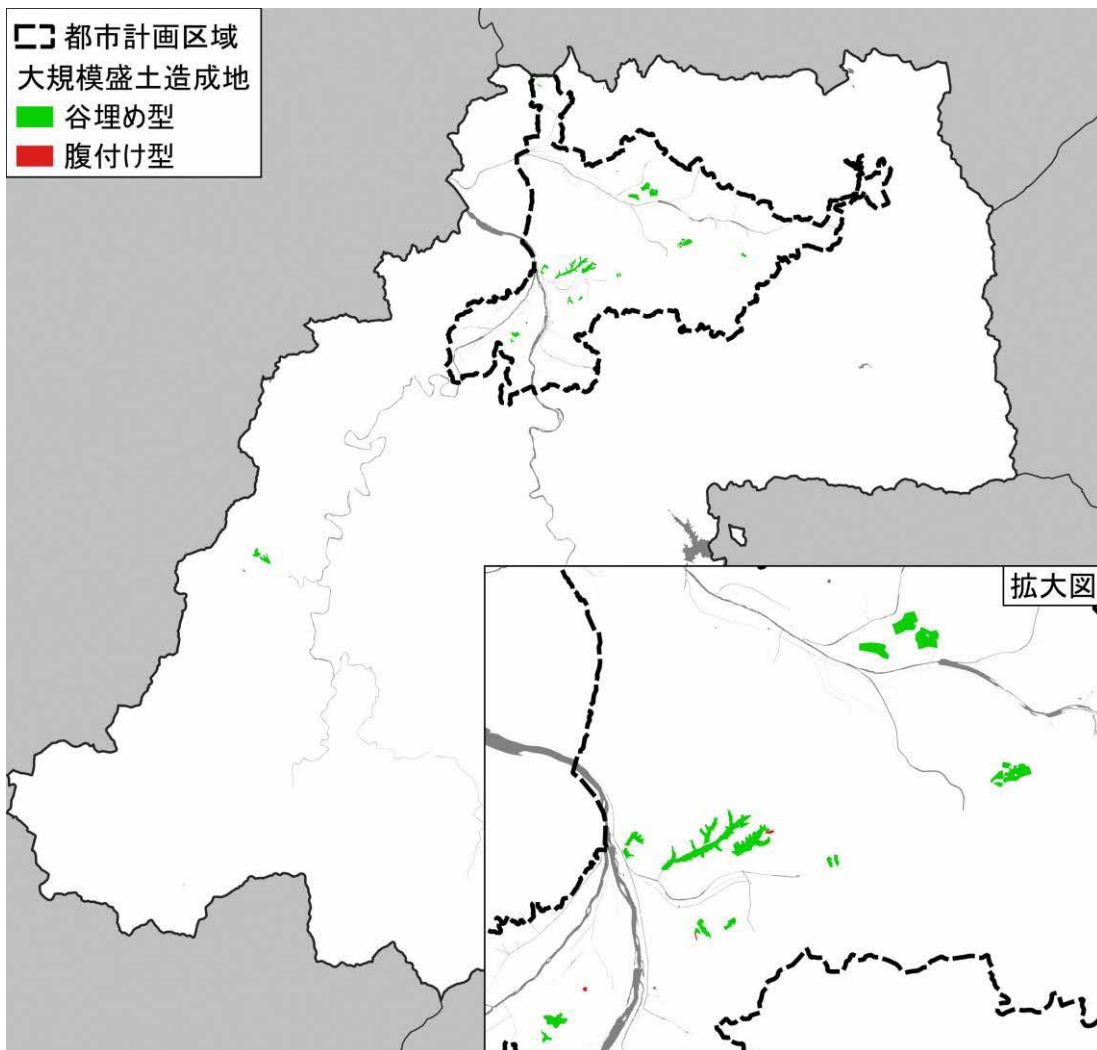 都市計画区域
大規模盛土造成地
谷埋め型
腹付け型
拡大図